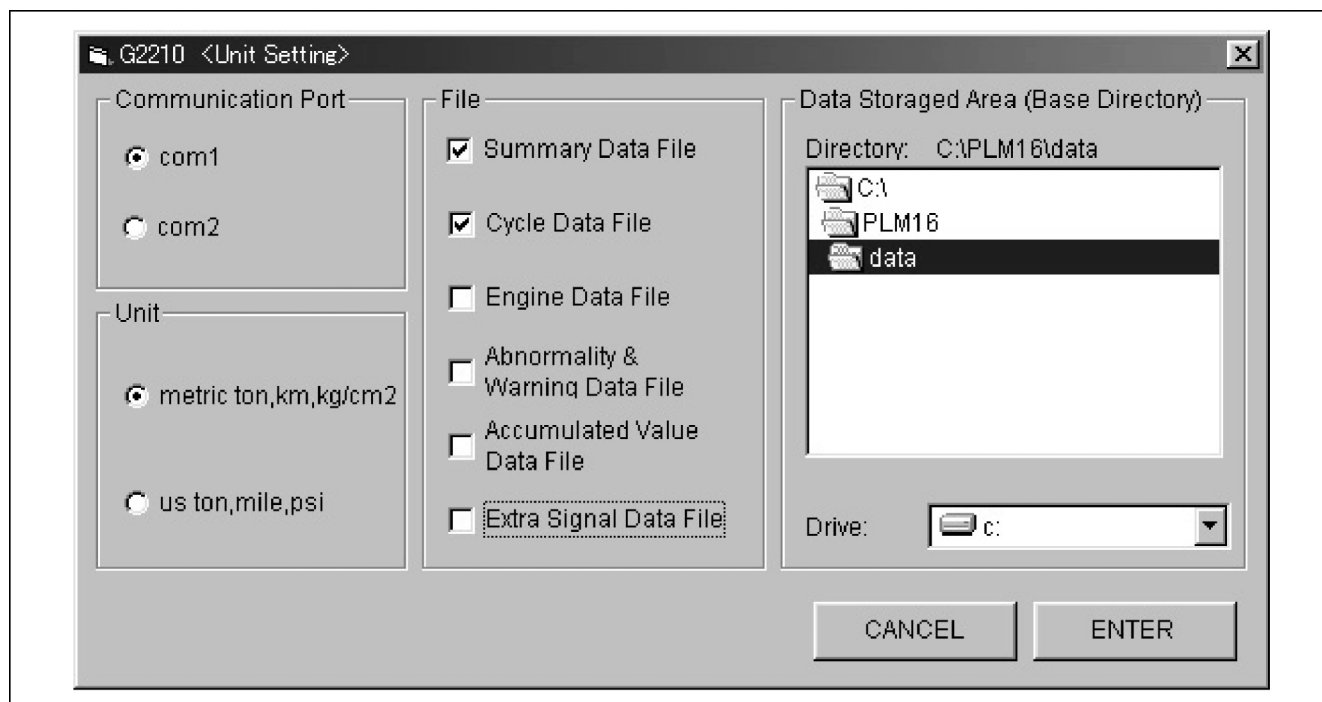 G2210 <Unit Setting>
Communication Port
com1
com2
Unit
metric ton,km,kg/cm2
us ton,mile,psi
File
Summary Data File
Cycle Data File
Engine Data File
Abnormality &
Warning Data File
Accumulated Value
Data File
Extra Signal Data File
Data Storaged Area (Base Directory)
Directory: C:\PLM16\data
C:\
PLM16
data
Drive: c:
CANCEL ENTER